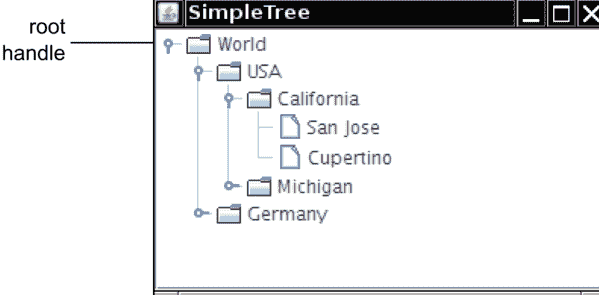 SimpleTree
root
handle
World
USA
California
San Jose
Cupertino
Michigan
Germany